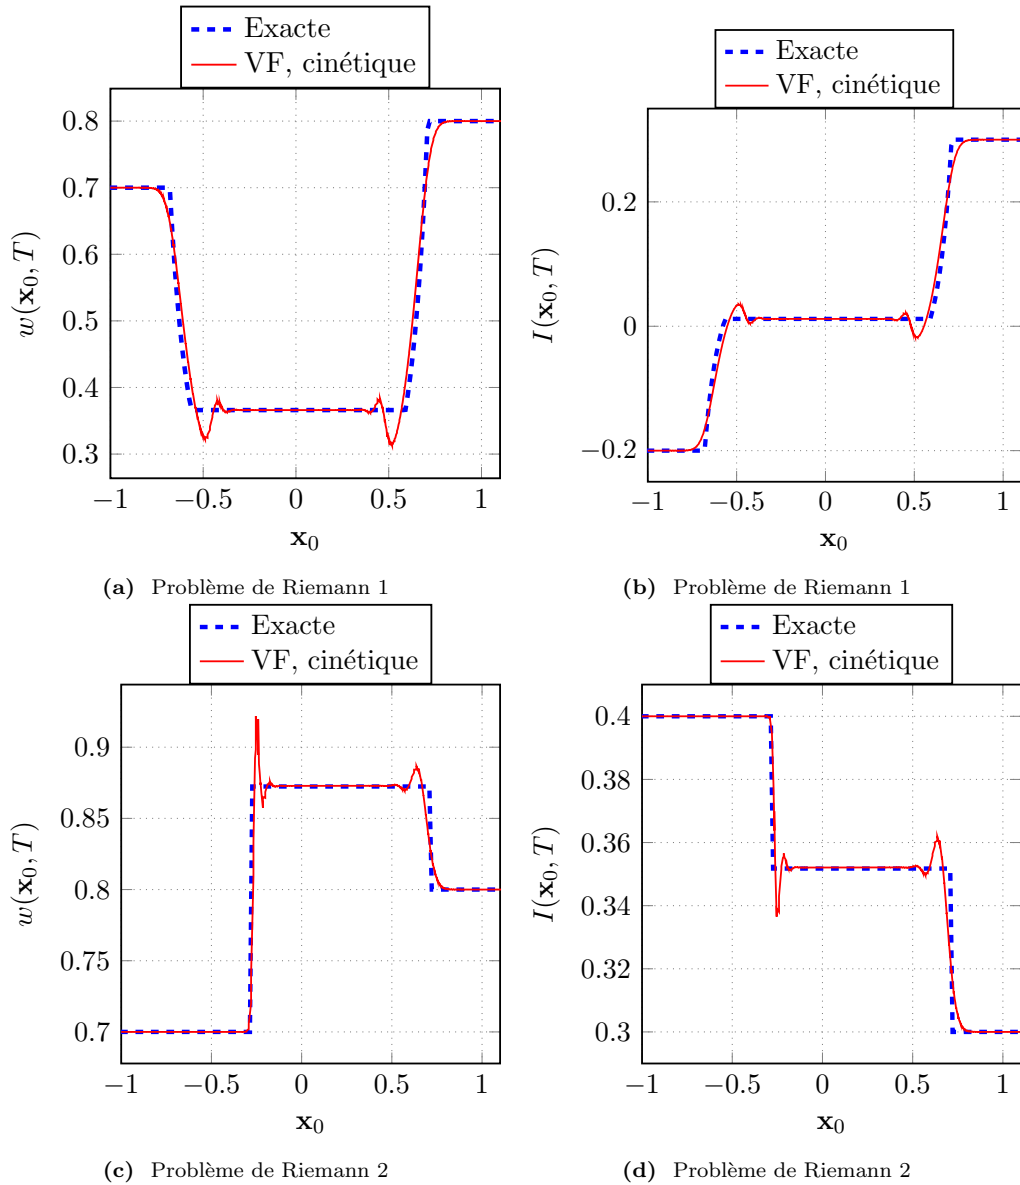 Exacte
VF, cinétique
0.8
0.7
0.6
0.5
0.4
0.3
w(x₀, T)
−1 −0.5 0 0.5 1
x₀
(a) Problème de Riemann 1
Exacte
VF, cinétique
0.2
0
−0.2
I(x₀, T)
−1 −0.5 0 0.5 1
x₀
(b) Problème de Riemann 1
Exacte
VF, cinétique
0.9
0.85
0.8
0.75
0.7
w(x₀, T)
−1 −0.5 0 0.5 1
x₀
(c) Problème de Riemann 2
Exacte
VF, cinétique
0.4
0.38
0.36
0.34
0.32
0.3
I(x₀, T)
−1 −0.5 0 0.5 1
x₀
(d) Problème de Riemann 2